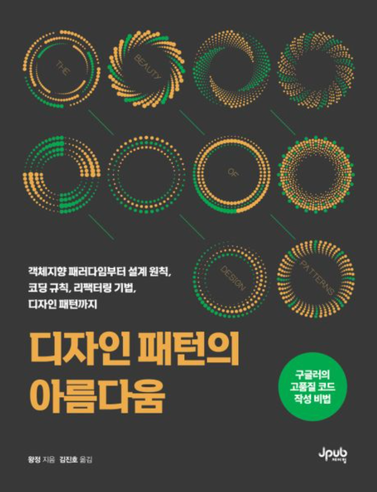 THE
BEAUTY
OF
DESIGN
PATTERNS
객체지향 패러다임부터 설계 원칙,
코딩 규칙, 리팩터링 기법,
디자인 패턴까지
디자인 패턴의
아름다움
구글러의
고품질 코드
작성 비법
왕정 지음 김진호 옮김
Jpub
제이펍